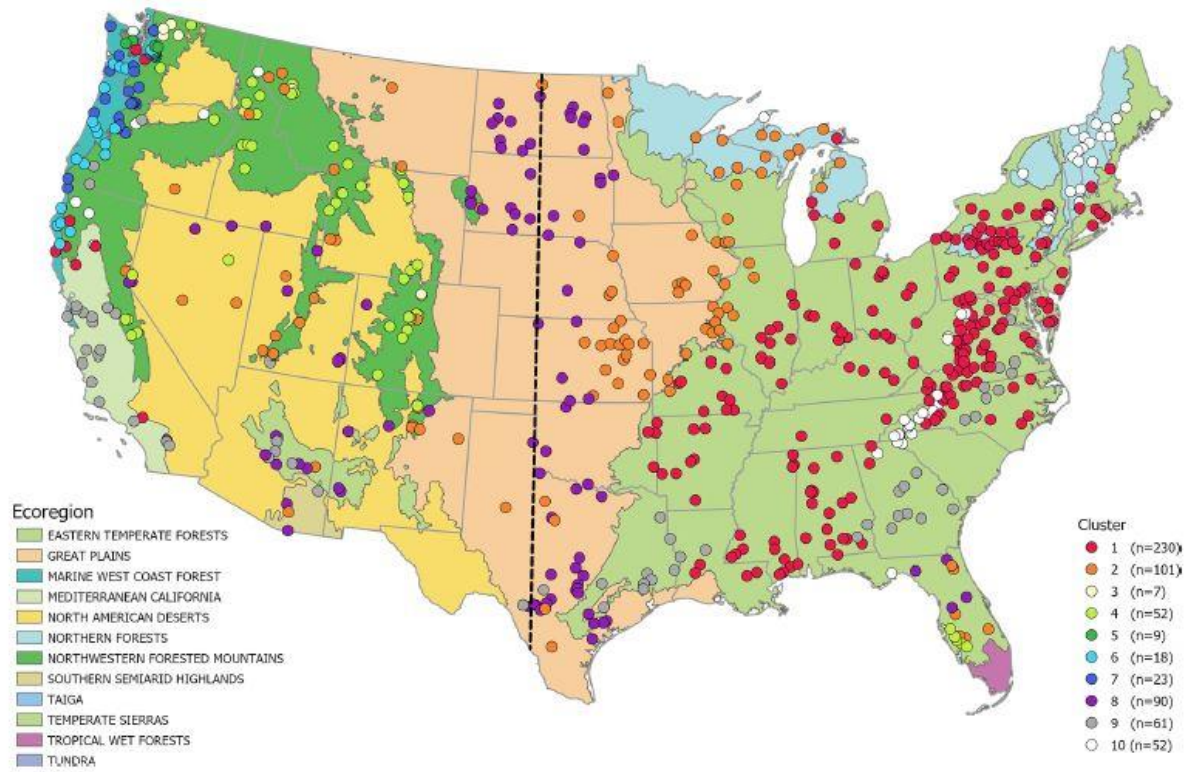 Ecoregion
EASTERN TEMPERATE FORESTS
GREAT PLAINS
MARINE WEST COAST FOREST
MEDITERRANEAN CALIFORNIA
NORTH AMERICAN DESERTS
NORTHERN FORESTS
NORTHWESTERN FORESTED MOUNTAINS
SOUTHERN SEMIARID HIGHLANDS
TAIGA
TEMPERATE SIERRAS
TROPICAL WET FORESTS
TUNDRA
Cluster
1 (n=230)
2 (n=101)
3 (n=7)
4 (n=52)
5 (n=9)
6 (n=18)
7 (n=23)
8 (n=90)
9 (n=61)
10 (n=52)